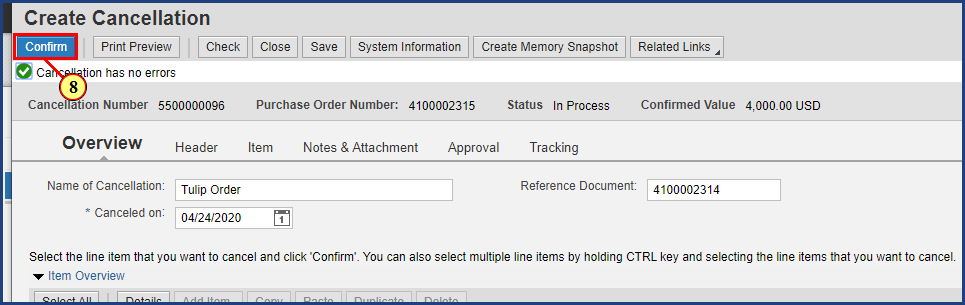 Create Cancellation
Confirm Print Preview Check Close Save System Information Create Memory Snapshot Related Links
Cancellation has no errors
8
Cancellation Number 5500000096 Purchase Order Number: 4100002315 Status In Process Confirmed Value 4,000.00 USD
Overview Header Item Notes & Attachment Approval Tracking
Name of Cancellation: Tulip Order Reference Document: 4100002314
* Canceled on: 04/24/2020 1
Select the line item that you want to cancel and click 'Confirm'. You can also select multiple line items by holding CTRL key and selecting the line items that you want to cancel.
Item Overview
Select All Details Add Item Copy Paste Duplicate Delete